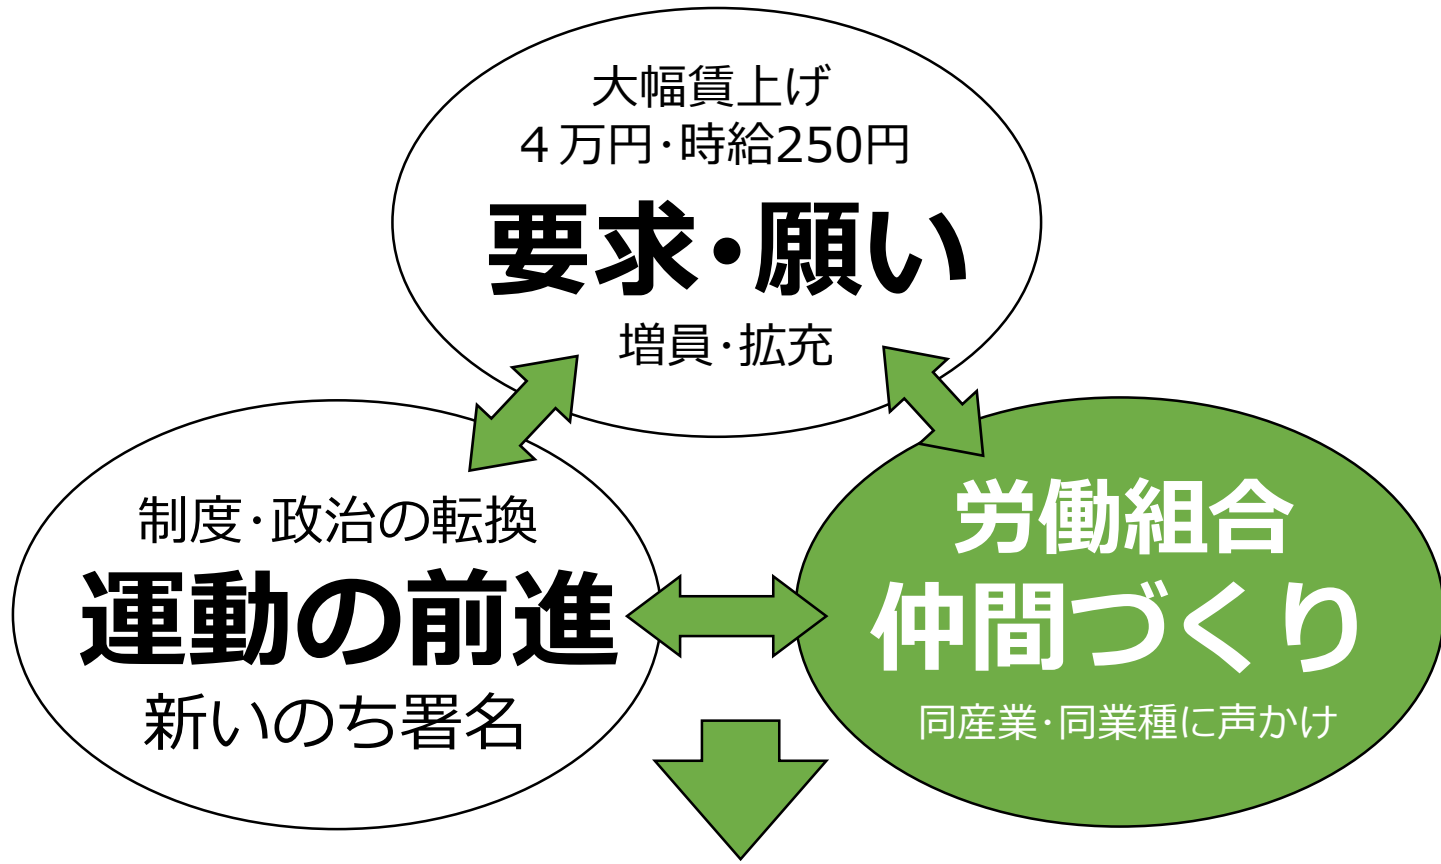 大幅賃上げ
４万円･時給250円
要求･願い
増員･拡充
制度･政治の転換
運動の前進
新いのち署名
労働組合
仲間づくり
同産業･同業種に声かけ